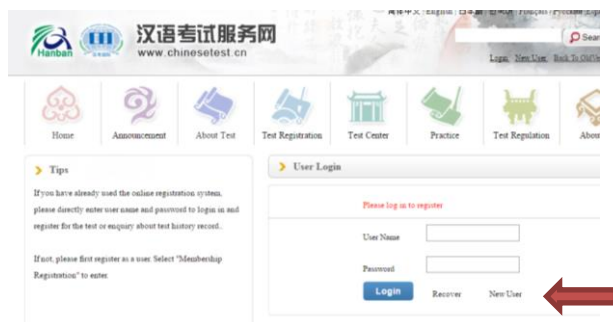 Hanban
汉语考试服务网
www.chinesetest.cn
Login New User
Home Announcement About Test Test Registration Test Center Practice Test Regulation Abou
Tips
If you have already used the online registration system,
please directly enter user name and password to login in and
register for the test or enquiry about test history record..
If not, please first register as a user. Select "Membership
Registration" to enter.
User Login
Please log in to register
User Name
Password
Login Recover New User